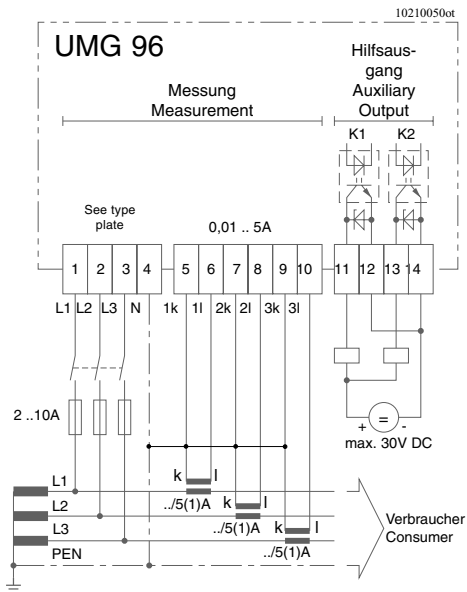 10210050ot
UMG 96
Hilfsaus-
gang
Auxiliary
Output
Messung
Measurement
K1 K2
See type
plate
0,01 .. 5A
1 2 3 4 5 6 7 8 9 10 11 12 13 14
L1 L2 L3 N 1k 1l 2k 2l 3k 3l
2 ..10A
+ = -
max. 30V DC
L1
k l
L2
../5(1)A
k l
L3
../5(1)A
k l
PEN
../5(1)A
Verbraucher
Consumer